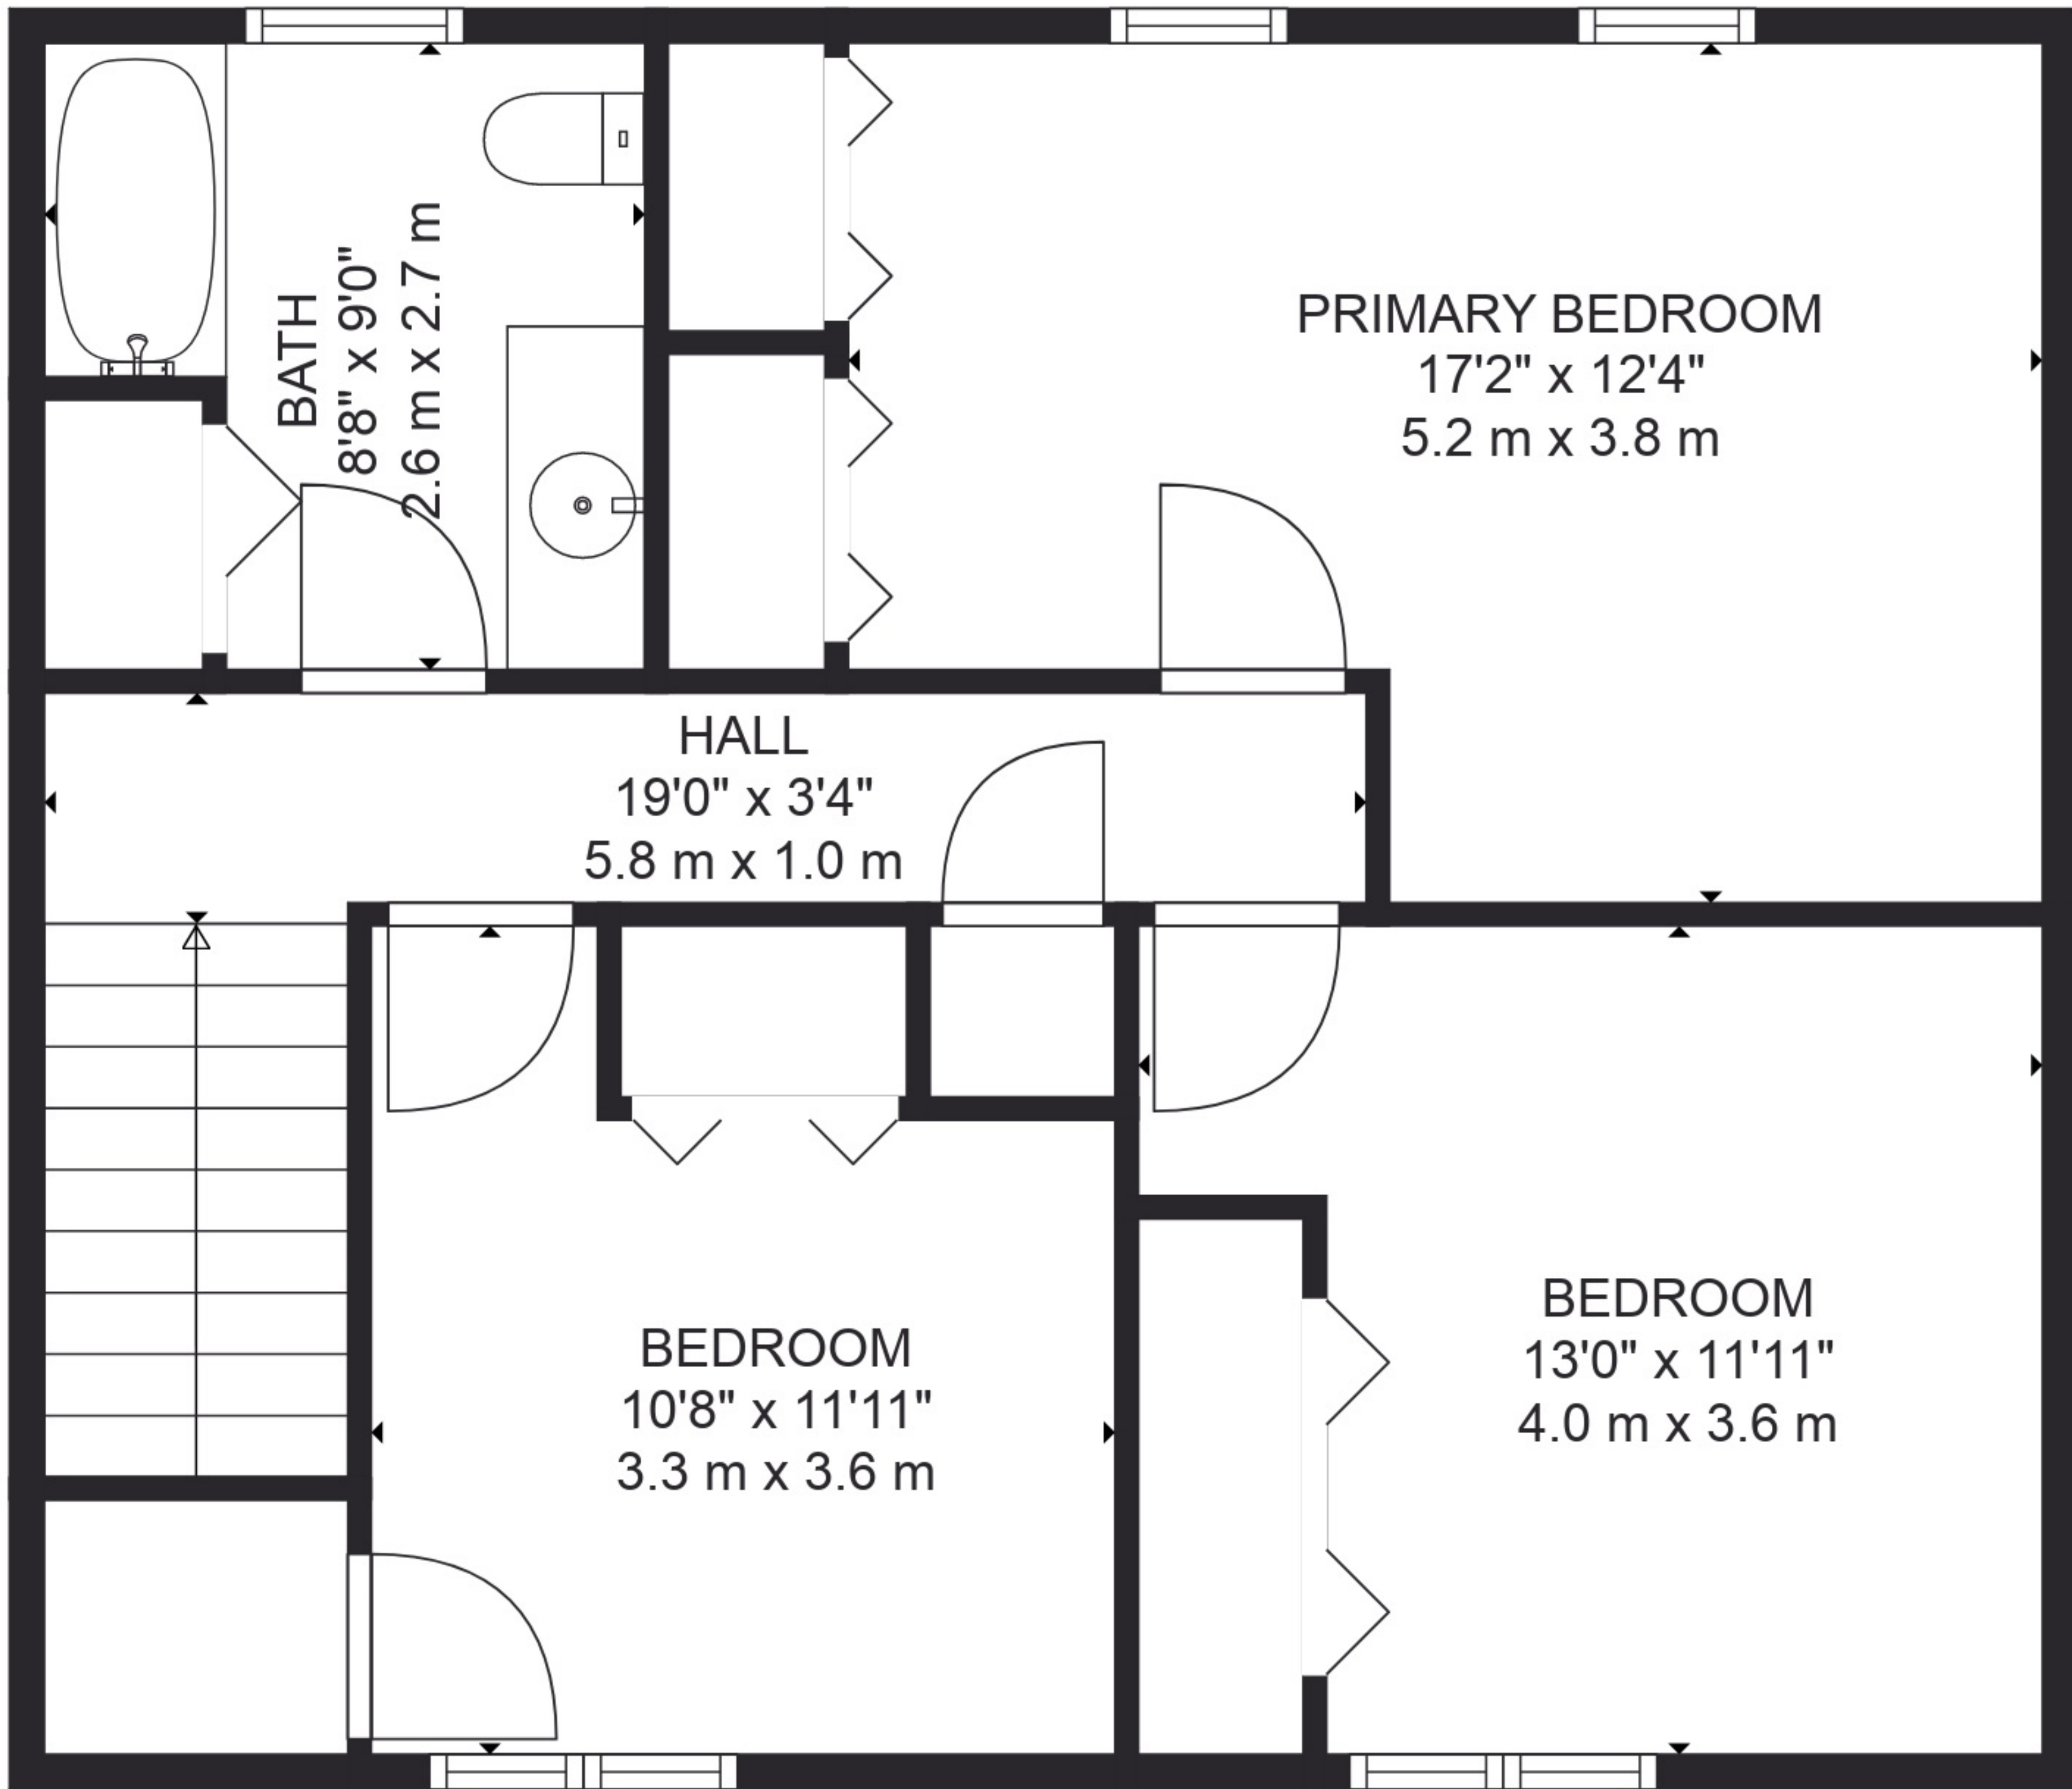 BATH
8'8" x 9'0"
2.6 m x 2.7 m
PRIMARY BEDROOM
17'2" x 12'4"
5.2 m x 3.8 m
HALL
19'0" x 3'4"
5.8 m x 1.0 m
BEDROOM
10'8" x 11'11"
3.3 m x 3.6 m
BEDROOM
13'0" x 11'11"
4.0 m x 3.6 m